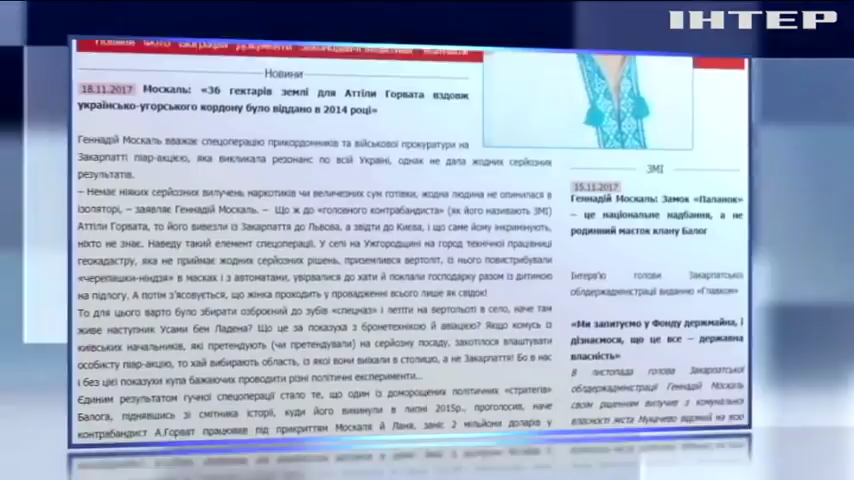 ІНТЕР
Новини
18.11.2017 Москаль: «36 гектарів землі для Аттіли Горвата вздовж
українсько-угорського кордону було віддано в 2014 році»
Геннадій Москаль вважає спецоперацію прикордонників та військової прокуратури на
Закарпатті піар-акцією, яка викликала резонанс по всій Україні, однак не дала жодних серйозних
результатів.
– Немає ніяких серйозних вилучень наркотиків чи величезних сум готівки, жодна людина не опинилася в
ізоляторі, – заявляє Геннадій Москаль. – Що ж до «головного контрабандиста» (як його називають ЗМІ)
Аттіли Горвата, то його вивезли із Закарпаття до Львова, а звідти до Києва, і що саме йому інкримінують,
ніхто не знає. Наведу такий елемент спецоперації. У селі на Ужгородщині на город технічної працівниці
геокадастру, яка не приймає жодних серйозних рішень, приземлився вертоліт, із нього повистрибували
«черепашки-ніндзя» в масках і з автоматами, увірвалися до хати й поклали господарку разом із дитиною
на підлогу. А потім з'ясовується, що жінка проходить у провадженні всього лише як свідок!
То для цього варто було збирати озброєний до зубів «спецназ» і летіти на вертольоті в село, наче там
живе наступник Усами бен Ладена? Що це за показуха з бронетехнікою й авіацією? Якщо комусь із
київських начальників, які претендують (чи претендували) на серйозну посаду, захотілося влаштувати
особисту піар-акцію, то хай вибирають область, із якої вони виїхали в столицю, а не Закарпаття! Бо в нас
і без цієї показухи купа бажаючих проводити різні політичні експерименти...
Єдиним результатом гучної спецоперації стало те, що один із доморощених політичних «стратегів»
Балога, піднявшись зі смітника історії, куди його викинули в липні 2015р., проголосив, наче
контрабандист А.Горват працював під прикриттям Москаля й Ланя, заніс 2 мільйони доларів у
ЗМІ
15.11.2017
Геннадій Москаль: Замок «Паланок»
– це національне надбання, а не
родинний маєток клану Балог
Інтерв'ю голови Закарпатської
облдержадміністрації виданню «Главком»
«Ми запитуємо у Фонду держмайна, і
дізнаємося, що це все – державна
власність»
8 листопада голова Закарпатської
облдержадміністрації Геннадій Москаль
своїм рішенням вилучив з комунальної
власності міста Мукачево відомий на всю